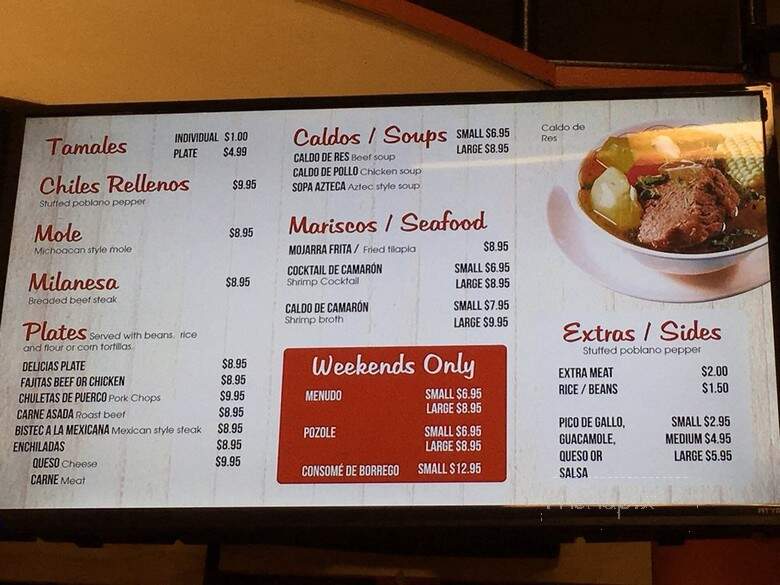 Tamales INDIVIDUAL $1.00
PLATE $4.99
Chiles Rellenos $9.95
Stuffed poblano pepper
Mole $8.95
Michoacan style mole
Milanesa $8.95
Breaded beef steak
Plates Served with beans, rice
and flour or corn tortillas.
DELICIAS PLATE $8.95
FAJITAS BEEF OR CHICKEN $8.95
CHULETAS DE PUERCO Pork Chops $9.95
CARNE ASADA Roast beef $8.95
BISTEC A LA MEXICANA Mexican style steak $8.95
ENCHILADAS $8.95
QUESO Cheese $9.95
CARNE Meat
Caldos / Soups SMALL $6.95
LARGE $8.95
CALDO DE RES Beef soup
CALDO DE POLLO Chicken soup
SOPA AZTECA Aztec style soup
Mariscos / Seafood
MOJARRA FRITA / Fried tilapia $8.95
COCKTAIL DE CAMARÓN SMALL $6.95
Shrimp Cocktail LARGE $8.95
CALDO DE CAMARÓN SMALL $7.95
Shrimp broth LARGE $9.95
Weekends Only
MENUDO SMALL $6.95
LARGE $8.95
POZOLE SMALL $6.95
LARGE $8.95
CONSOMÉ DE BORREGO SMALL $12.95
Caldo de
Res
Extras / Sides
Stuffed poblano pepper
EXTRA MEAT $2.00
RICE / BEANS $1.50
PICO DE GALLO, SMALL $2.95
GUACAMOLE, MEDIUM $4.95
QUESO OR LARGE $5.95
SALSA